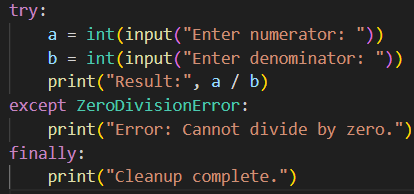 try:
    a = int(input("Enter numerator: "))
    b = int(input("Enter denominator: "))
    print("Result:", a / b)
except ZeroDivisionError:
    print("Error: Cannot divide by zero.")
finally:
    print("Cleanup complete.")